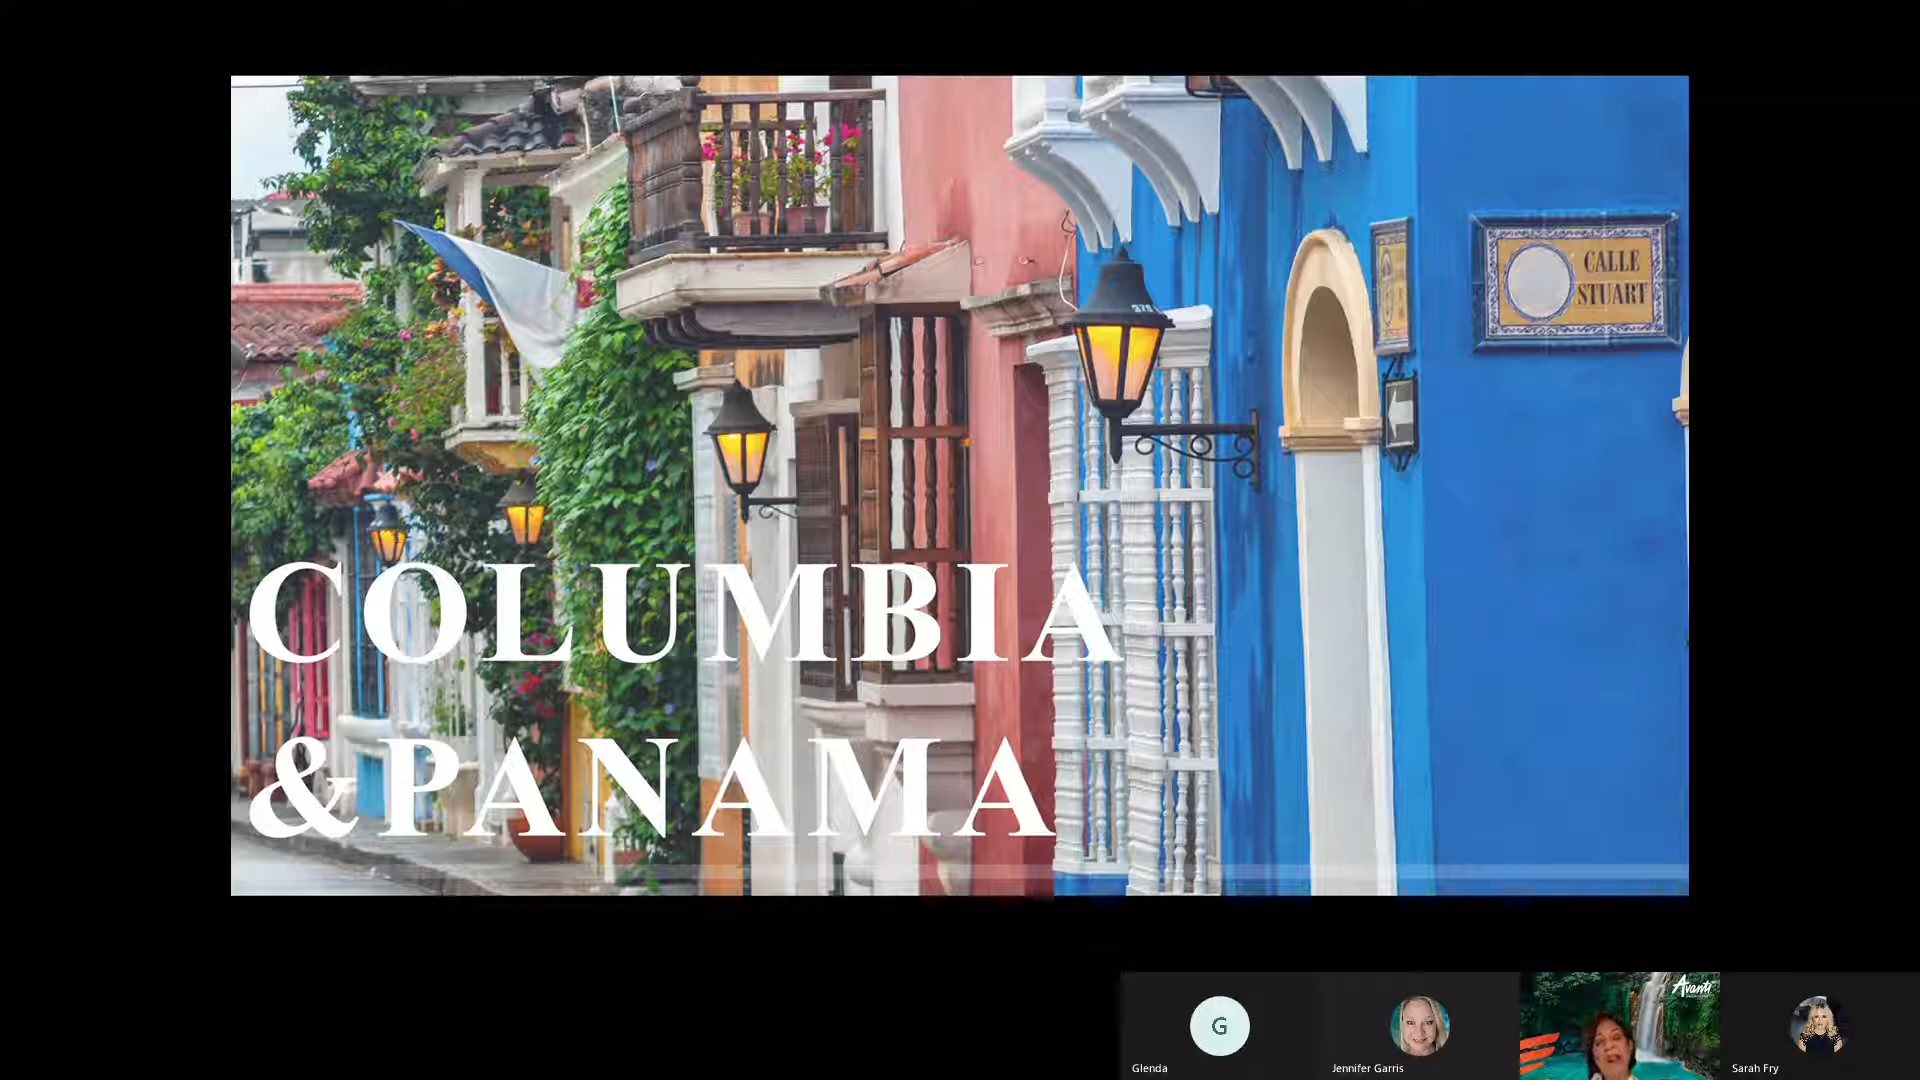 CALLE
STUART
COLUMBIA
&PANAMA
Avanti
G
Glenda
Jennifer Garris
Sarah Fry